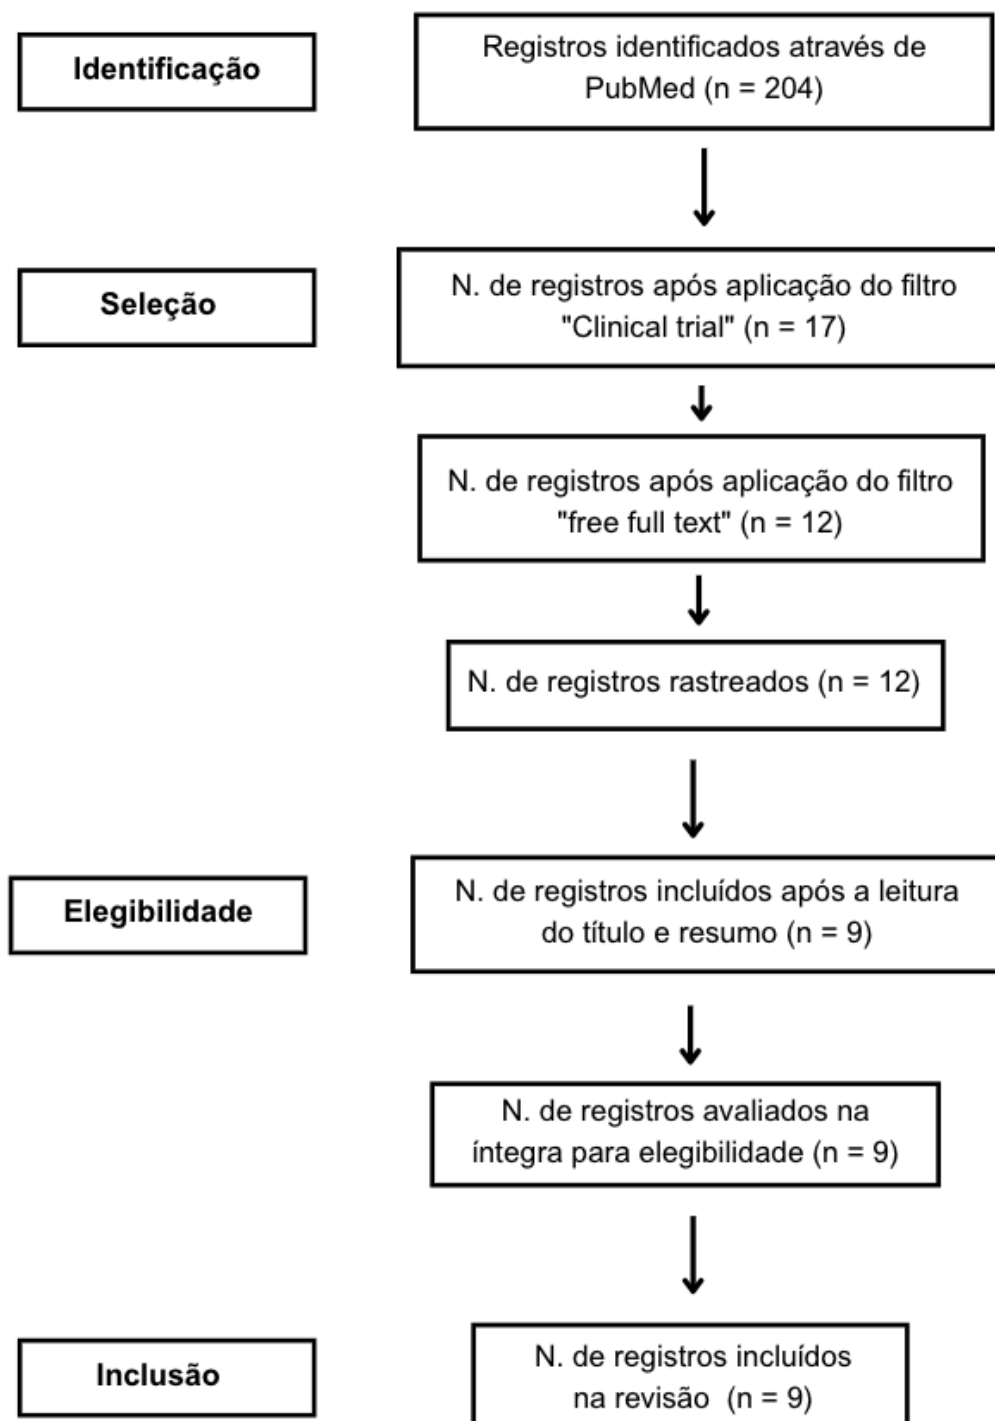 Identificação
Registros identificados através de
PubMed (n = 204)
Seleção
N. de registros após aplicação do filtro
"Clinical trial" (n = 17)
N. de registros após aplicação do filtro
"free full text" (n = 12)
N. de registros rastreados (n = 12)
Elegibilidade
N. de registros incluídos após a leitura
do título e resumo (n = 9)
N. de registros avaliados na
íntegra para elegibilidade (n = 9)
Inclusão
N. de registros incluídos
na revisão (n = 9)